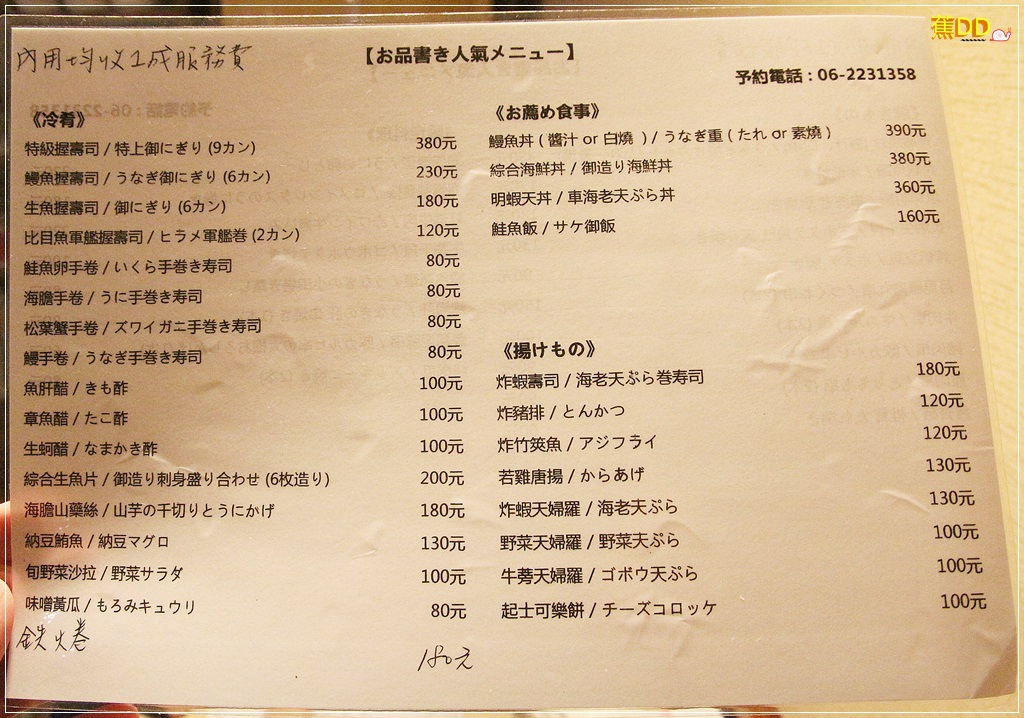 蕉DD
內用均收1成服務費
【お品書き人氣メニュー】
予約電話：06-2231358
《冷肴》
特級握壽司 / 特上御にぎり (9カン) 380元
鰻魚握壽司 / うなぎ御にぎり (6カン) 230元
生魚握壽司 / 御にぎり (6カン) 180元
比目魚軍艦握壽司 / ヒラメ軍艦巻 (2カン) 120元
鮭魚卵手卷 / いくら手巻き寿司 80元
海膽手卷 / うに手巻き寿司 80元
松葉蟹手卷 / ズワイガニ手巻き寿司 80元
鰻手卷 / うなぎ手巻き寿司 80元
魚肝醋 / きも酢 100元
章魚醋 / たこ酢 100元
生蚵醋 / なまかき酢 100元
綜合生魚片 / 御造り刺身盛り合わせ (6枚造り) 200元
海膽山藥絲 / 山芋の千切りとうにかげ 180元
納豆鮪魚 / 納豆マグロ 130元
旬野菜沙拉 / 野菜サラダ 100元
味噌黃瓜 / もろみキュウリ 80元
鉄火巻 180元
《お薦め食事》
鰻魚丼 ( 醬汁 or 白燒 ) / うなぎ重 ( たれ or 素燒 ) 390元
綜合海鮮丼 / 御造り海鮮丼 380元
明蝦天丼 / 車海老天ぷら丼 360元
鮭魚飯 / サケ御飯 160元
《揚けもの》
炸蝦壽司 / 海老天ぷら巻寿司 180元
炸豬排 / とんかつ 120元
炸竹筴魚 / アジフライ 120元
若雞唐揚 / からあげ 130元
炸蝦天婦羅 / 海老天ぷら 130元
野菜天婦羅 / 野菜天ぷら 100元
牛蒡天婦羅 / ゴボウ天ぷら 100元
起士可樂餅 / チーズコロッケ 100元